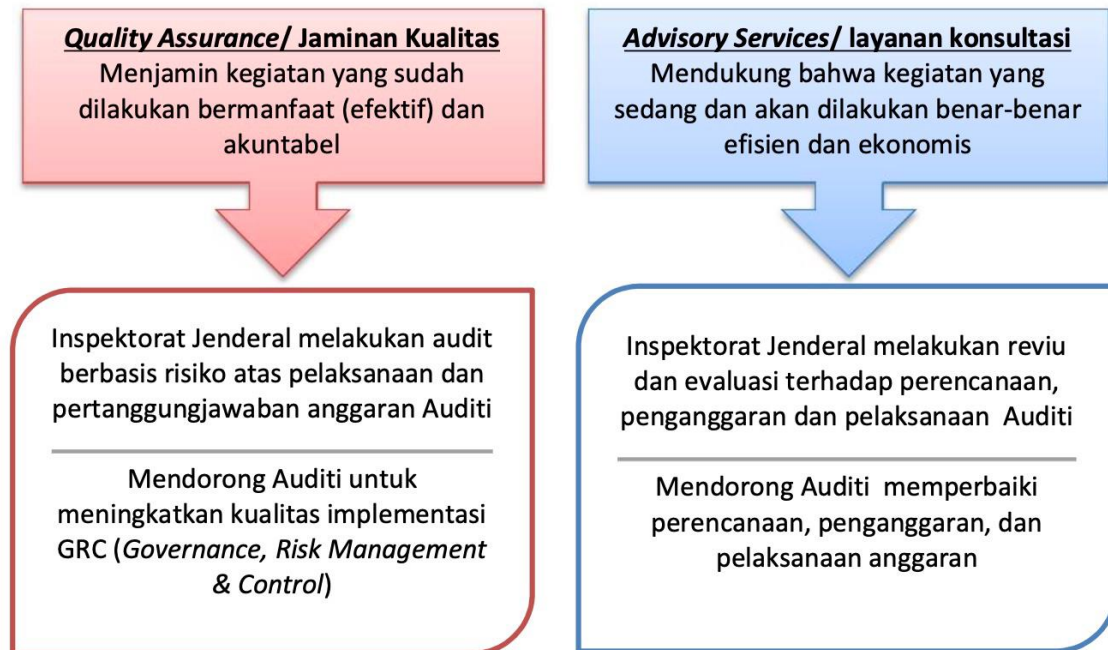 Quality Assurance/ Jaminan Kualitas
Menjamin kegiatan yang sudah
dilakukan bermanfaat (efektif) dan
akuntabel
Inspektorat Jenderal melakukan audit
berbasis risiko atas pelaksanaan dan
pertanggungjawaban anggaran Auditi
Mendorong Auditi untuk
meningkatkan kualitas implementasi
GRC (Governance, Risk Management
& Control)
Advisory Services/ layanan konsultasi
Mendukung bahwa kegiatan yang
sedang dan akan dilakukan benar-benar
efisien dan ekonomis
Inspektorat Jenderal melakukan reviu
dan evaluasi terhadap perencanaan,
penganggaran dan pelaksanaan Auditi
Mendorong Auditi memperbaiki
perencanaan, penganggaran, dan
pelaksanaan anggaran